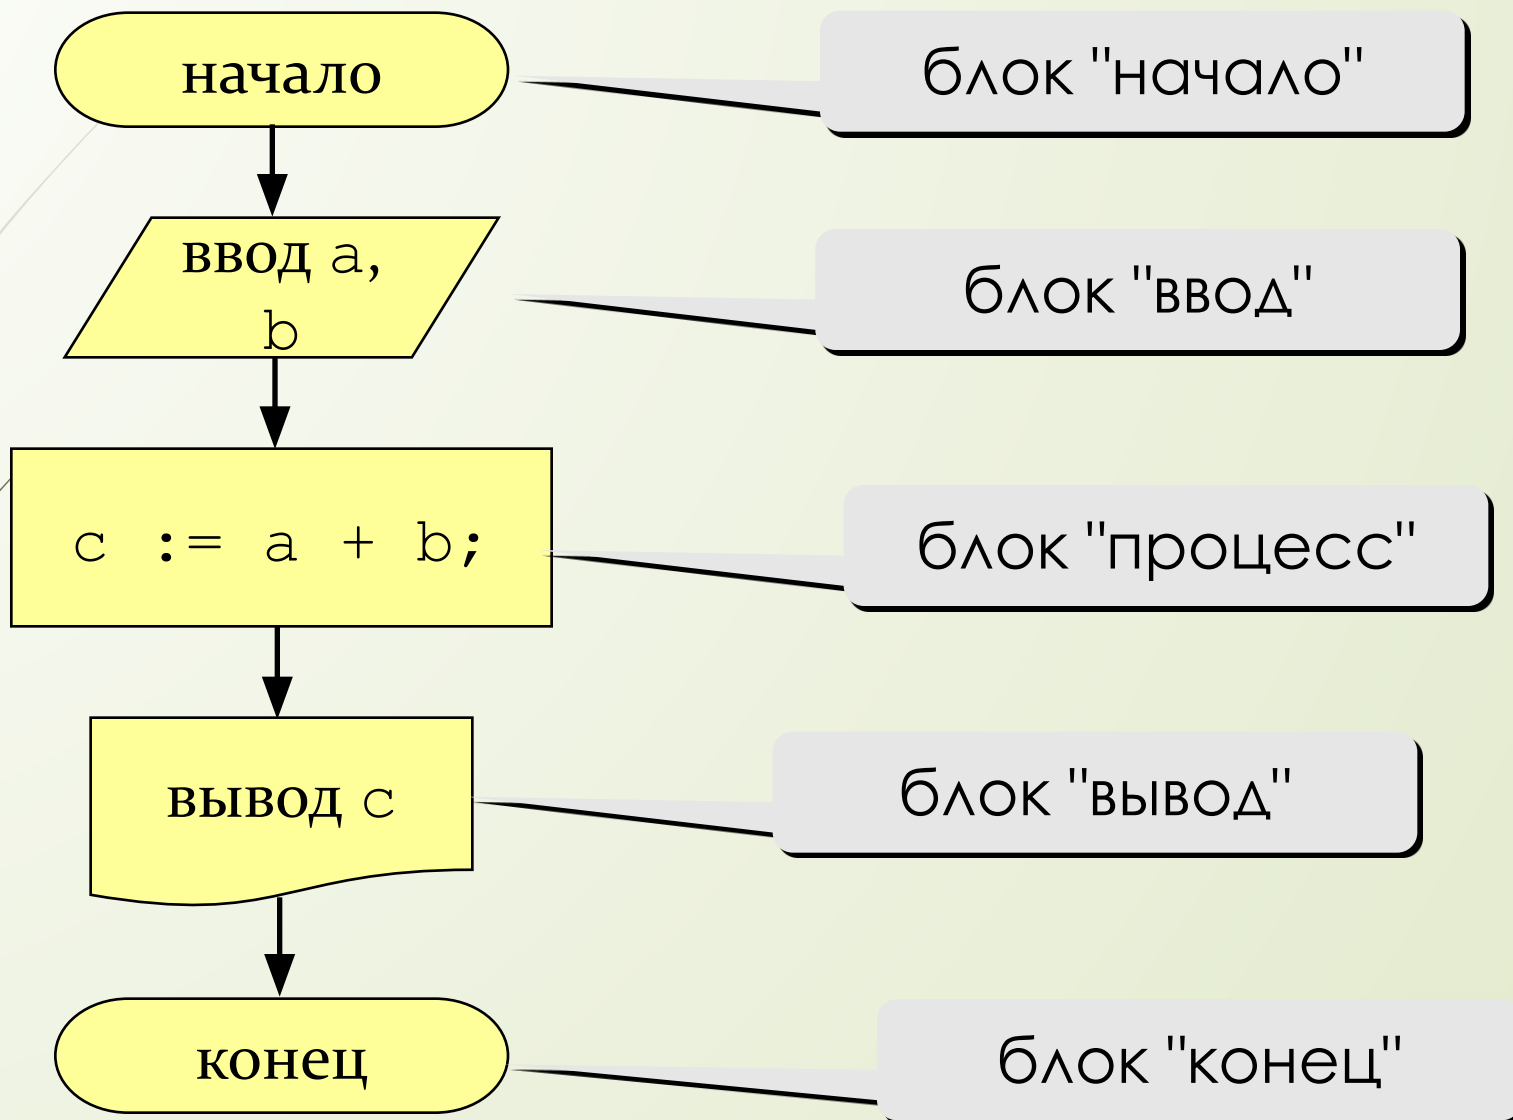 начало
блок "начало"
ввод a,
b
блок "ввод"
c := a + b;
блок "процесс"
вывод c
блок "вывод"
конец
блок "конец"